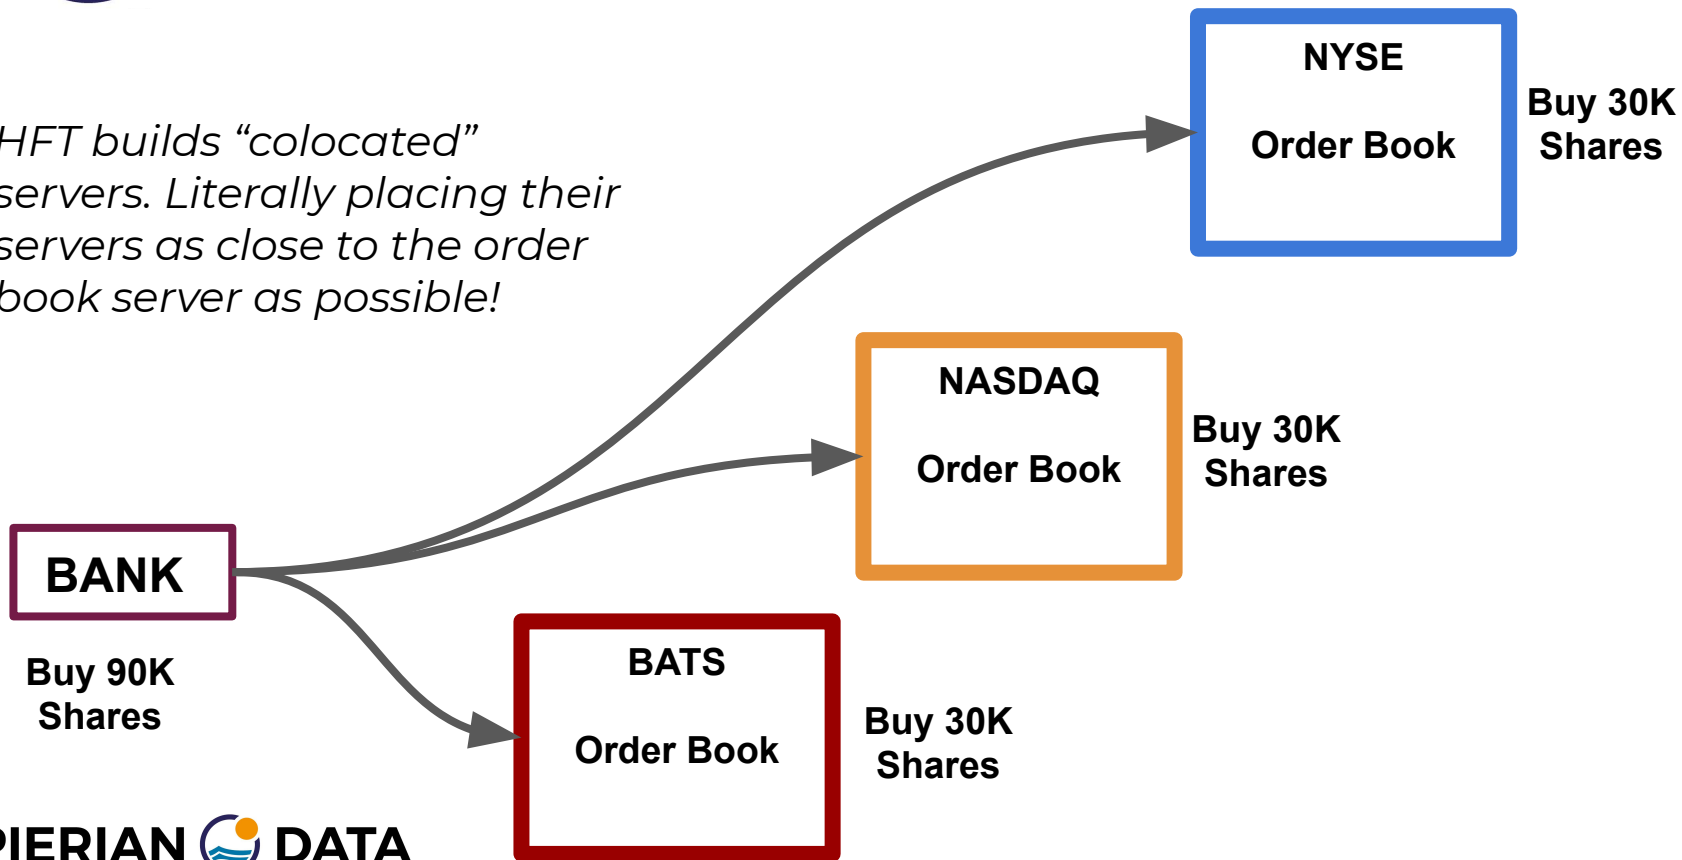 HFT builds “colocated”
servers. Literally placing their
servers as close to the order
book server as possible!
NYSE
Order Book
Buy 30K
Shares
NASDAQ
Order Book
Buy 30K
Shares
BANK
Buy 90K
Shares
BATS
Order Book
Buy 30K
Shares
PIERIAN DATA